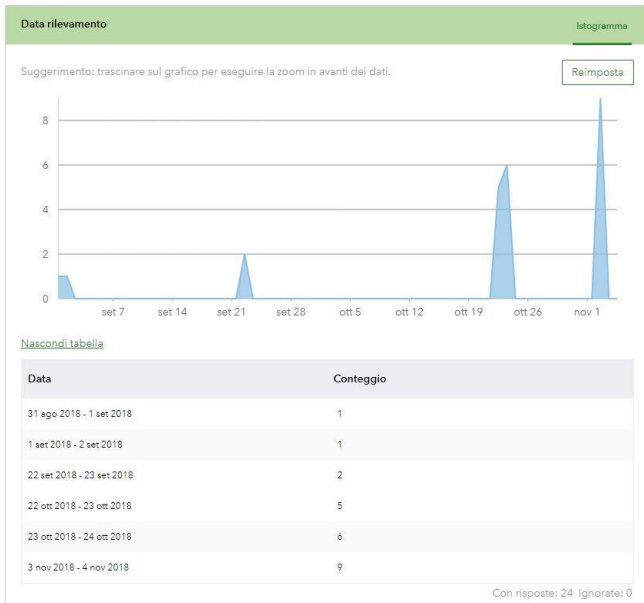 Data rilevamento
Istogramma
Suggerimento: trascinare sul grafico per eseguire la zoom in avanti dei dati.
Reimposta
8
6
4
2
0
set 7 set 14 set 21 set 28 ott 5 ott 12 ott 19 ott 26 nov 1
Nascondi tabella
Data Conteggio
31 ago 2018 - 1 set 2018 1
1 set 2018 - 2 set 2018 1
22 set 2018 - 23 set 2018 2
22 ott 2018 - 23 ott 2018 5
23 ott 2018 - 24 ott 2018 6
3 nov 2018 - 4 nov 2018 9
Con risposte: 24 Ignorate: 0